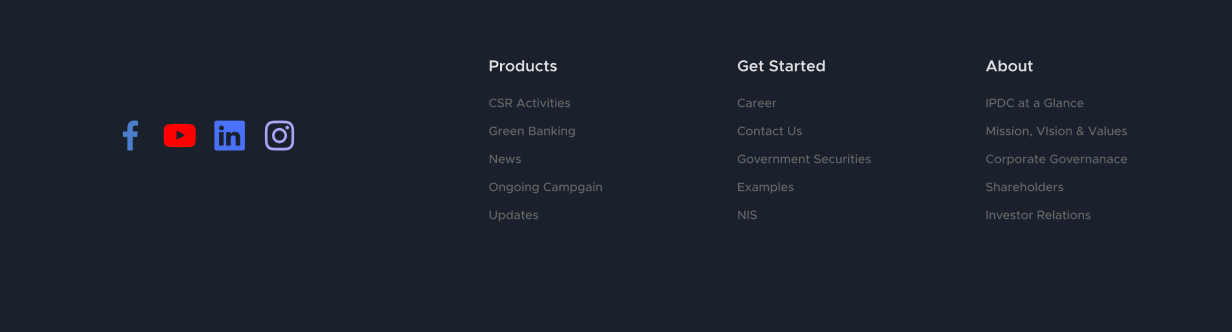 Products
CSR Activities
Green Banking
News
Ongoing Campgain
Updates
Get Started
Career
Contact Us
Government Securities
Examples
NIS
About
IPDC at a Glance
Mission, VIsion & Values
Corporate Governanace
Shareholders
Investor Relations